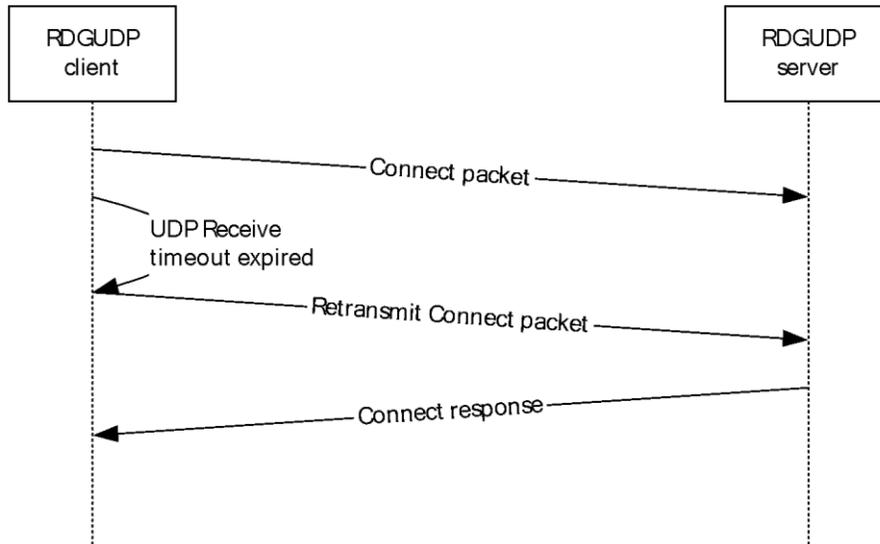 RDGUDP
client
RDGUDP
server
Connect packet
UDP Receive
timeout expired
Retransmit Connect packet
Connect response